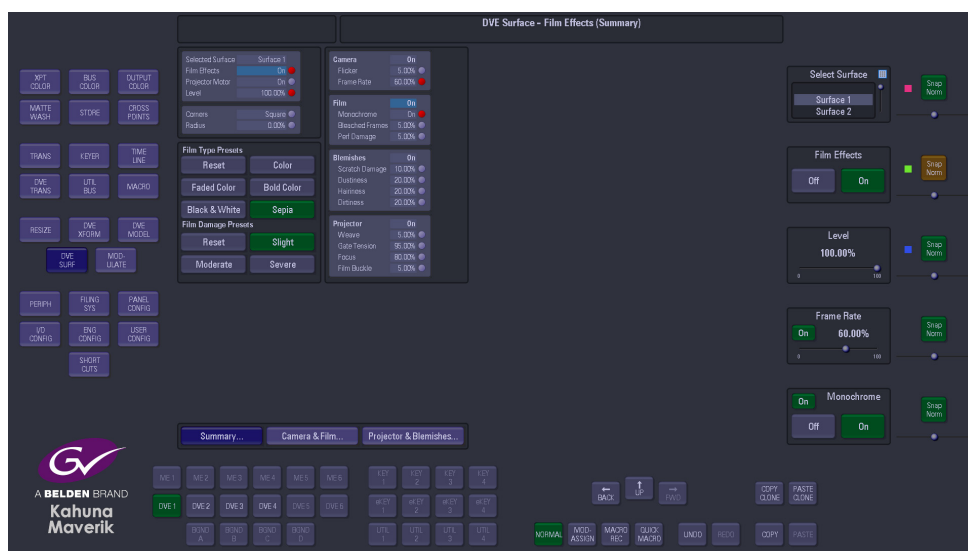 DVE Surface - Film Effects (Summary)
XPT COLOR
BUS COLOR
OUTPUT COLOR
MATTE WASH
STORE
CROSS POINTS
TRANS
KEYER
TIME LINE
DVE TRANS
UTIL BUS
MACRO
RESIZE
DVE XFORM
DVE MODEL
DVE SURF
MOD- ULATE
PERIPH
FILING SYS
PANEL CONFIG
I/O CONFIG
ENG CONFIG
USER CONFIG
SHORT CUTS
Selected Surface Surface 1
Film Effects On
Projector Motor On
Level 100.00%
Corners Square
Radius 0.00%
Film Type Presets
Reset Color
Faded Color Bold Color
Black & White Sepia
Film Damage Presets
Reset Slight
Moderate Severe
Camera On
Flicker 5.00%
Frame Rate 60.00%
Film On
Monochrome On
Bleached Frames 5.00%
Perf Damage 5.00%
Blemishes On
Scratch Damage 10.00%
Dustiness 20.00%
Hairiness 20.00%
Dirtiness 20.00%
Projector On
Weave 5.00%
Gate Tension 95.00%
Focus 80.00%
Film Buckle 5.00%
Select Surface
Surface 1
Surface 2
Snap Norm
Film Effects
Off On
Snap Norm
Level
100.00%
0 100
Snap Norm
Frame Rate
On 60.00%
0 100
Snap Norm
On Monochrome
Off On
Snap Norm
Summary... Camera & Film... Projector & Blemishes...
GV
A BELDEN BRAND
Kahuna
Maverik
ME 1 ME 2 ME 3 ME 4 ME 5 ME 6
KEY 1 KEY 2 KEY 3 KEY 4
DVE 1 DVE 2 DVE 3 DVE 4 DVE 5 DVE 6
eKEY 1 eKEY 2 eKEY 3 eKEY 4
BGND A BGND B BGND C BGND D
UTIL 1 UTIL 2 UTIL 3 UTIL 4
← BACK ↑ UP → FWD
COPY CLONE PASTE CLONE
NORMAL MOD- ASSIGN MACRO REC QUICK MACRO UNDO REDO COPY PASTE